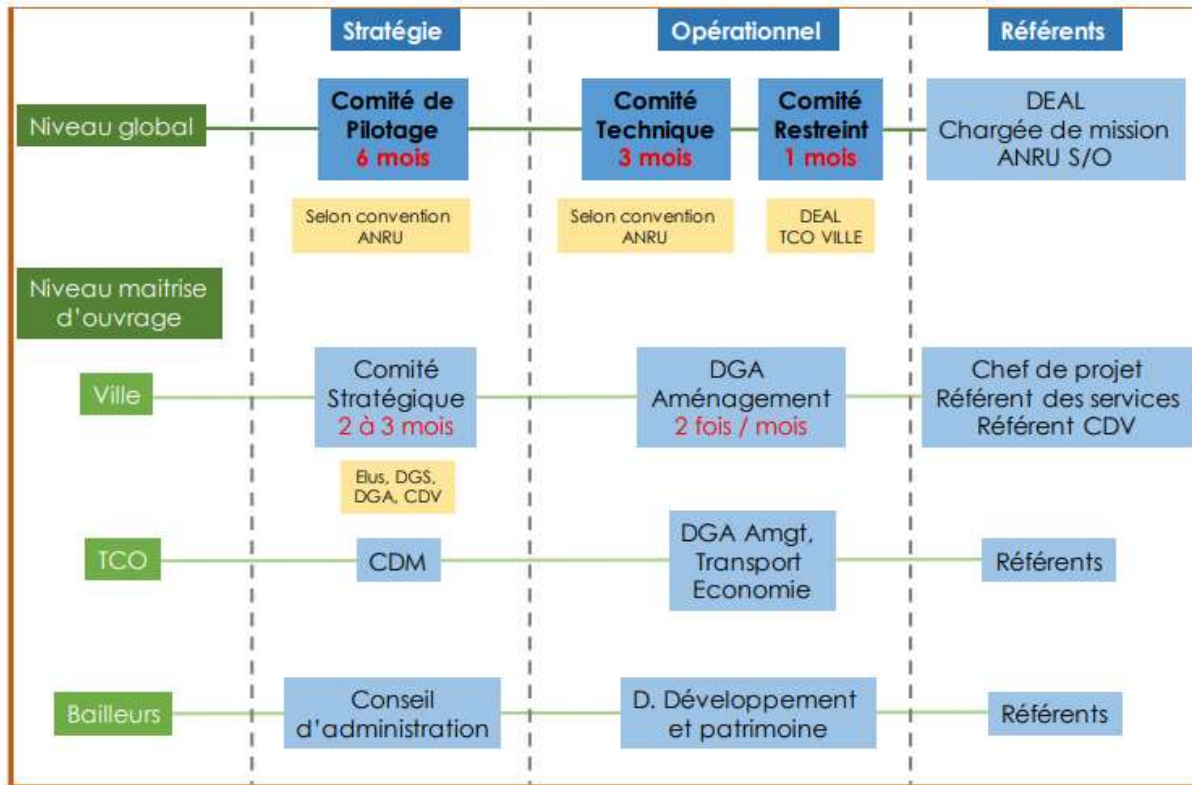 Stratégie
Opérationnel
Référents
Niveau global
Comité de
Pilotage
6 mois
Comité
Technique
3 mois
Comité
Restreint
1 mois
DEAL
Chargée de mission
ANRU S/O
Selon convention
ANRU
Selon convention
ANRU
DEAL
TCO VILLE
Niveau maitrise
d'ouvrage
Ville
Comité
Stratégique
2 à 3 mois
DGA
Aménagement
2 fois / mois
Chef de projet
Référent des services
Référent CDV
Elus, DGS,
DGA, CDV
TCO
CDM
DGA Amgt,
Transport
Economie
Référents
Bailleurs
Conseil
d'administration
D. Développement
et patrimoine
Référents